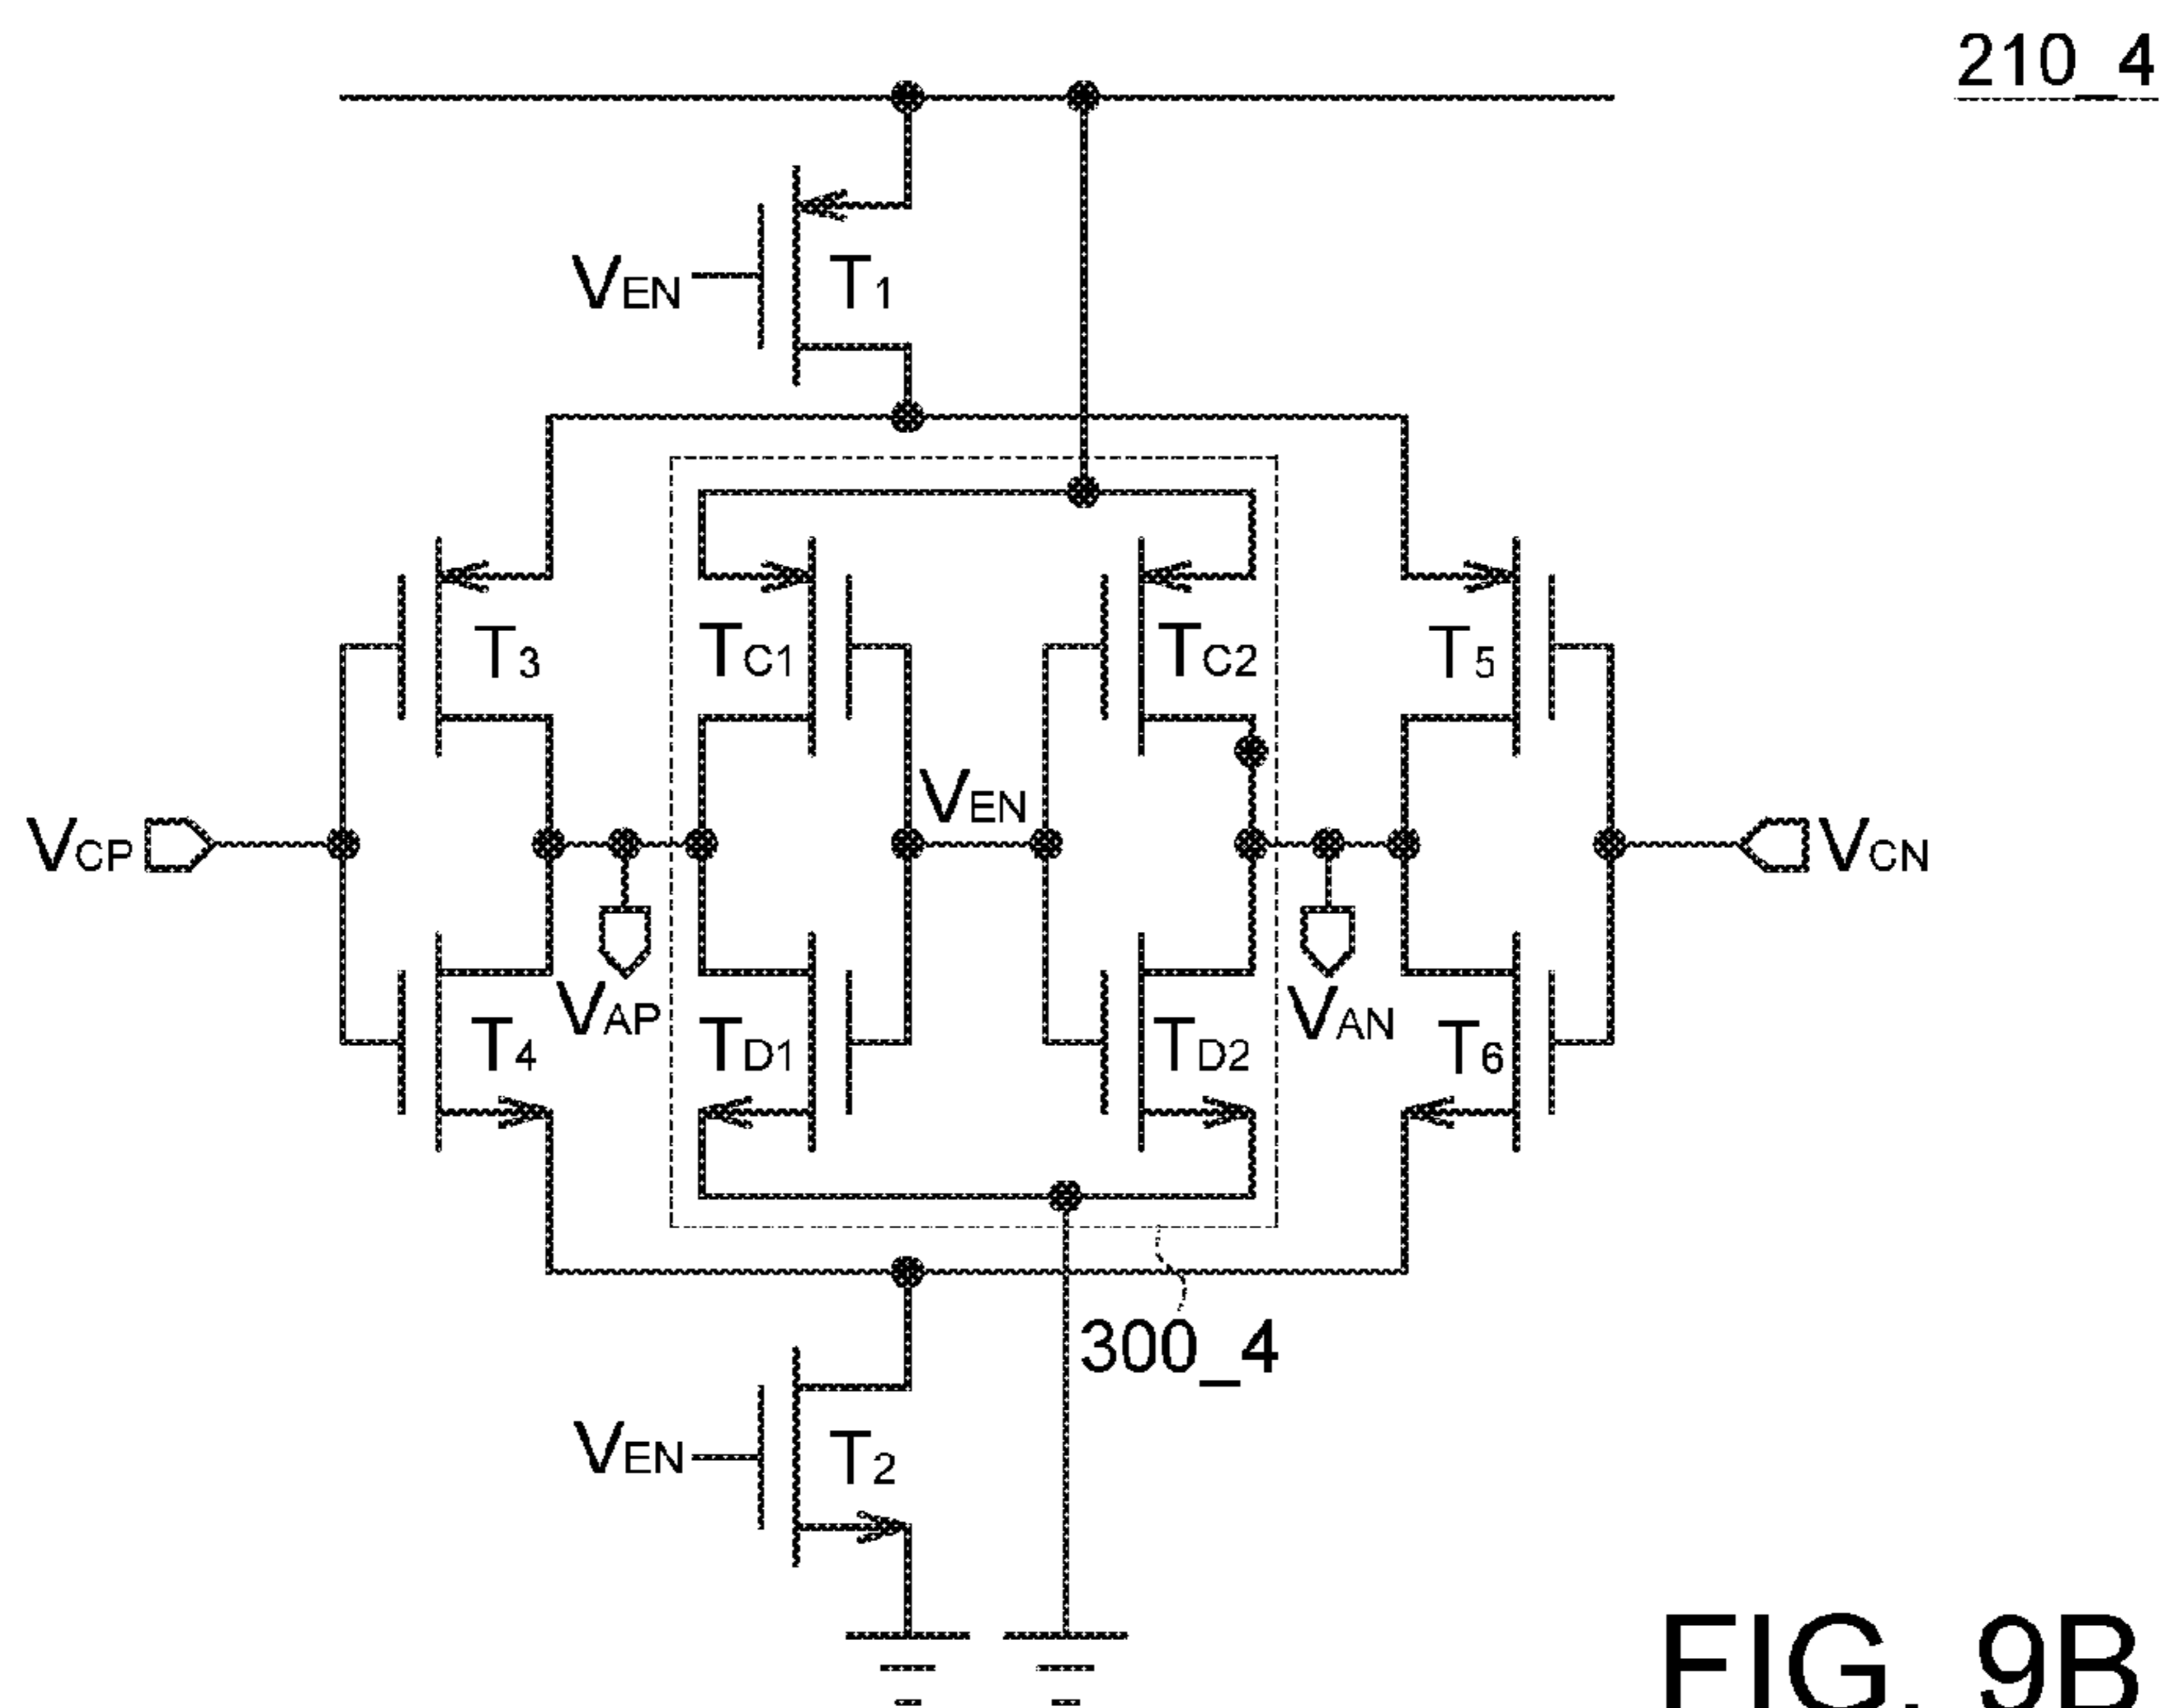 210_4
VEN
T1
T3
TC1
TC2
T5
VCP
VEN
VCN
VAP
VAN
T4
TD1
TD2
T6
300_4
VEN
T2
FIG. 9B